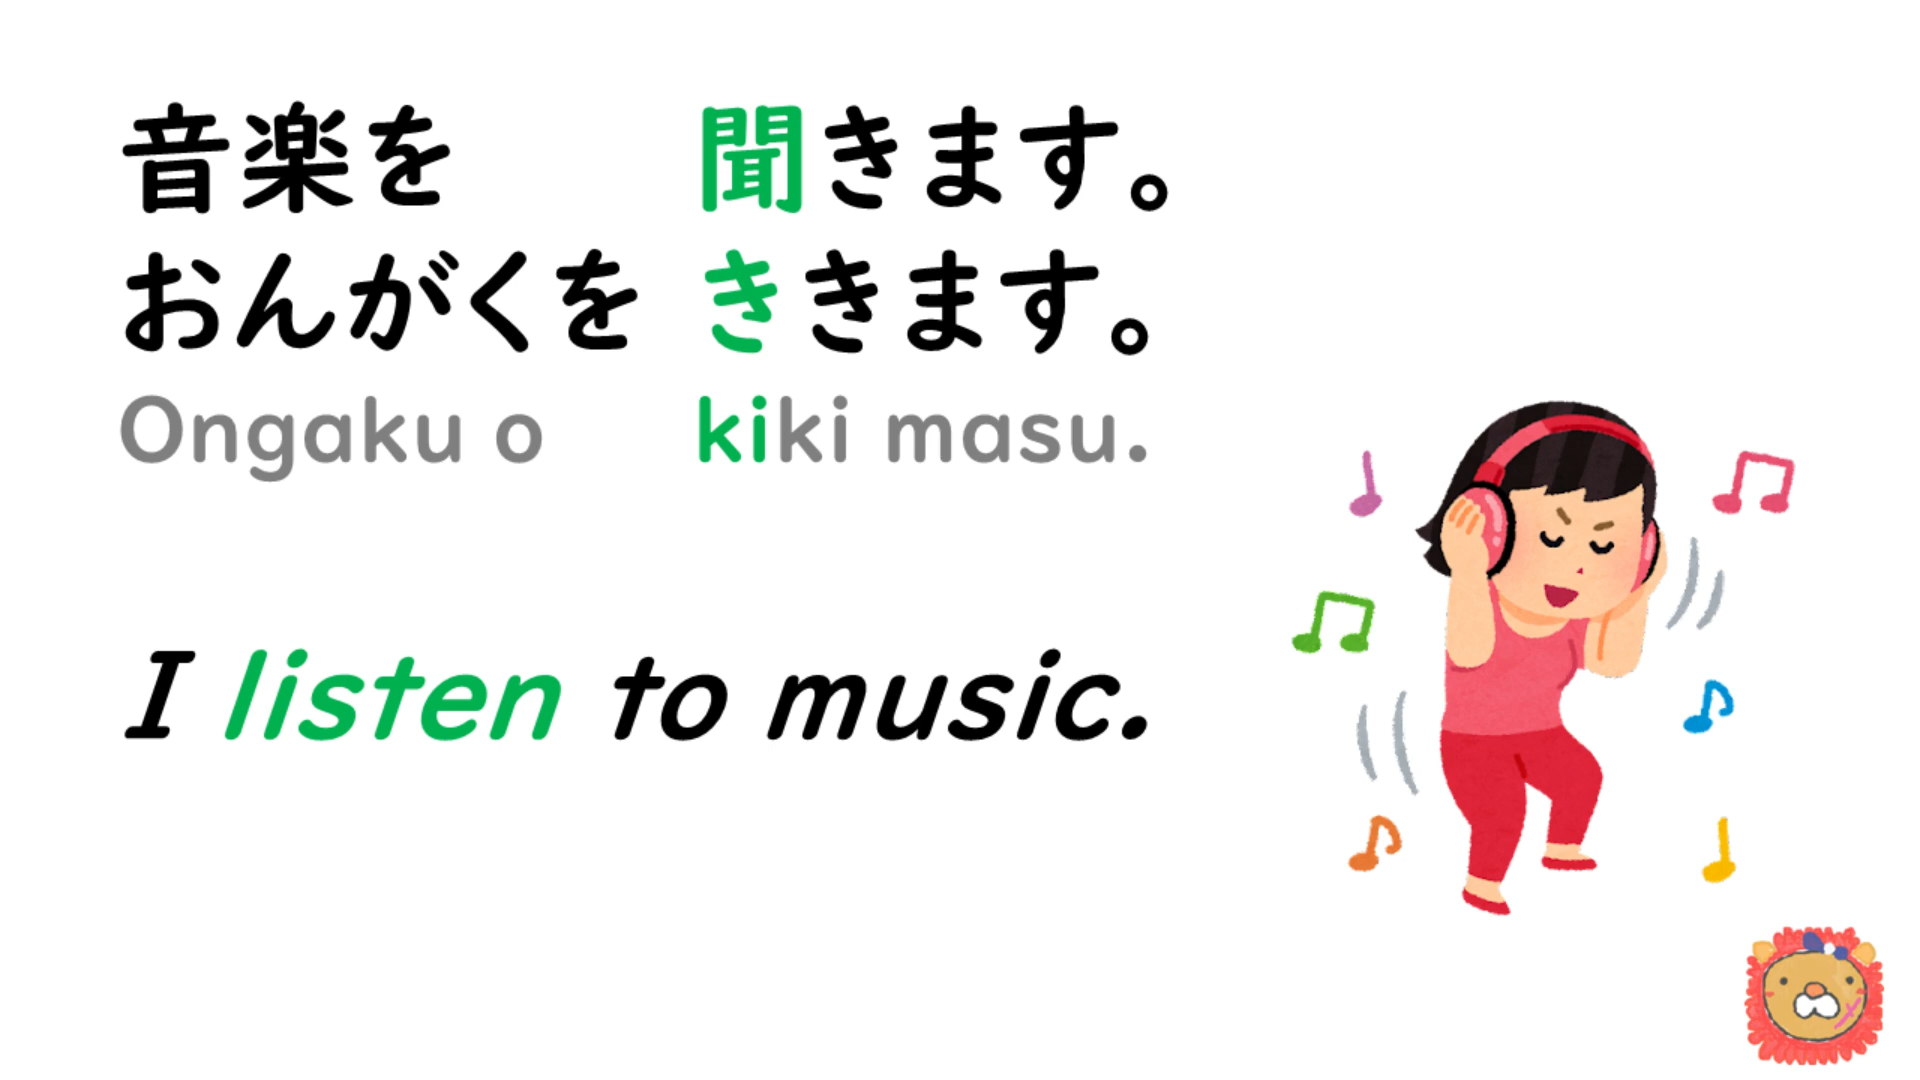 音楽を 聞きます。
おんがくを ききます。
Ongaku o kiki masu.
I listen to music.